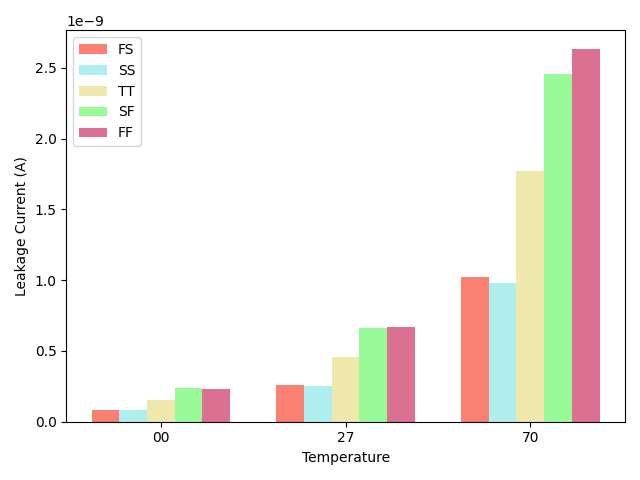 1e−9
2.5
2.0
1.5
1.0
0.5
0.0
Leakage Current (A)
FS
SS
TT
SF
FF
00 27 70
Temperature